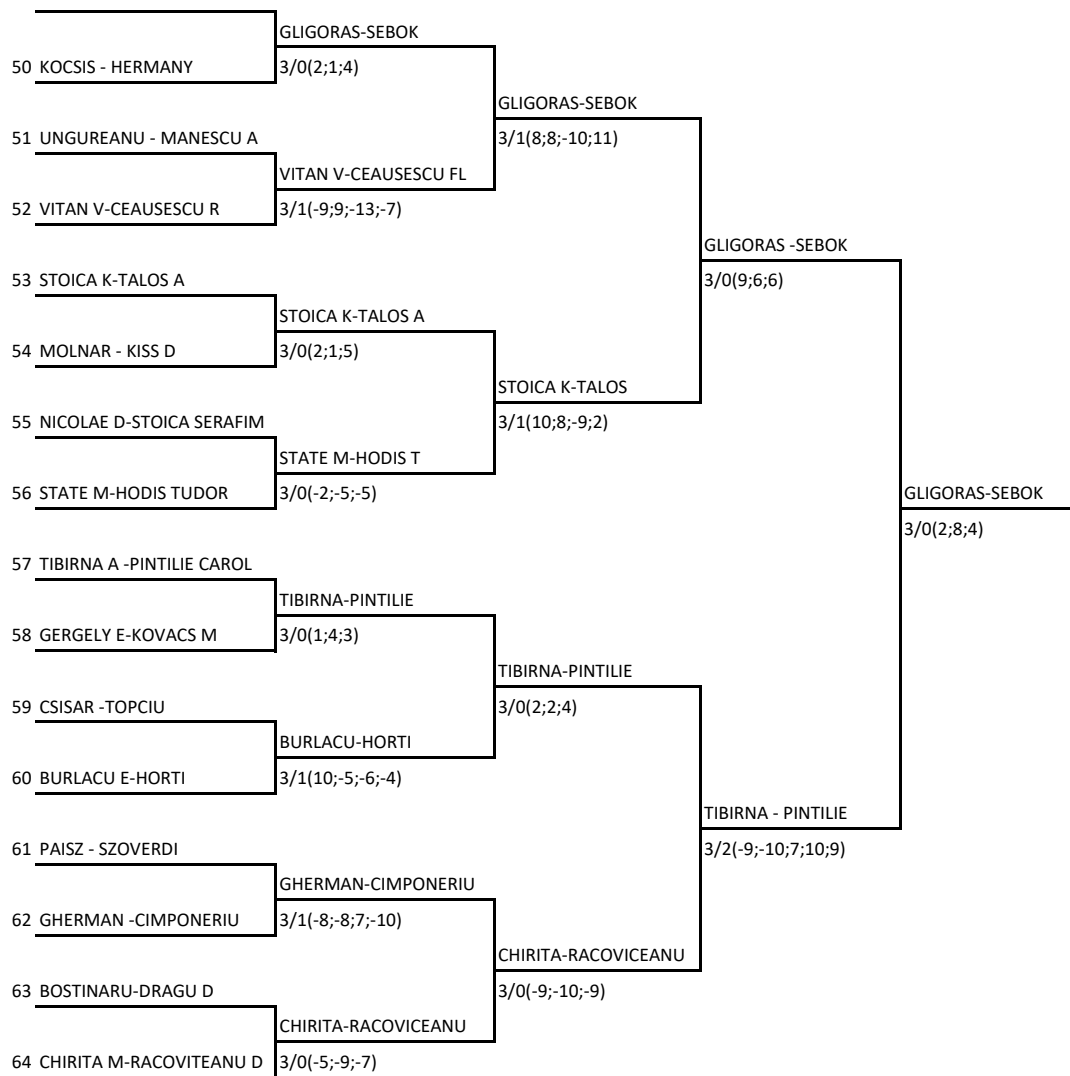 GLIGORAS-SEBOK
50 KOCSIS - HERMANY
3/0(2;1;4)
GLIGORAS-SEBOK
51 UNGUREANU - MANESCU A
3/1(8;8;-10;11)
VITAN V-CEAUSESCU FL
52 VITAN V-CEAUSESCU R
3/1(-9;9;-13;-7)
GLIGORAS -SEBOK
53 STOICA K-TALOS A
3/0(9;6;6)
STOICA K-TALOS A
54 MOLNAR - KISS D
3/0(2;1;5)
STOICA K-TALOS
55 NICOLAE D-STOICA SERAFIM
3/1(10;8;-9;2)
STATE M-HODIS T
56 STATE M-HODIS TUDOR
3/0(-2;-5;-5)
GLIGORAS-SEBOK
3/0(2;8;4)
57 TIBIRNA A -PINTILIE CAROL
TIBIRNA-PINTILIE
58 GERGELY E-KOVACS M
3/0(1;4;3)
TIBIRNA-PINTILIE
59 CSISAR -TOPCIU
3/0(2;2;4)
BURLACU-HORTI
60 BURLACU E-HORTI
3/1(10;-5;-6;-4)
TIBIRNA - PINTILIE
61 PAISZ - SZOVERDI
3/2(-9;-10;7;10;9)
GHERMAN-CIMPONERIU
62 GHERMAN -CIMPONERIU
3/1(-8;-8;7;-10)
CHIRITA-RACOVICEANU
63 BOSTINARU-DRAGU D
3/0(-9;-10;-9)
CHIRITA-RACOVICEANU
64 CHIRITA M-RACOVITEANU D
3/0(-5;-9;-7)